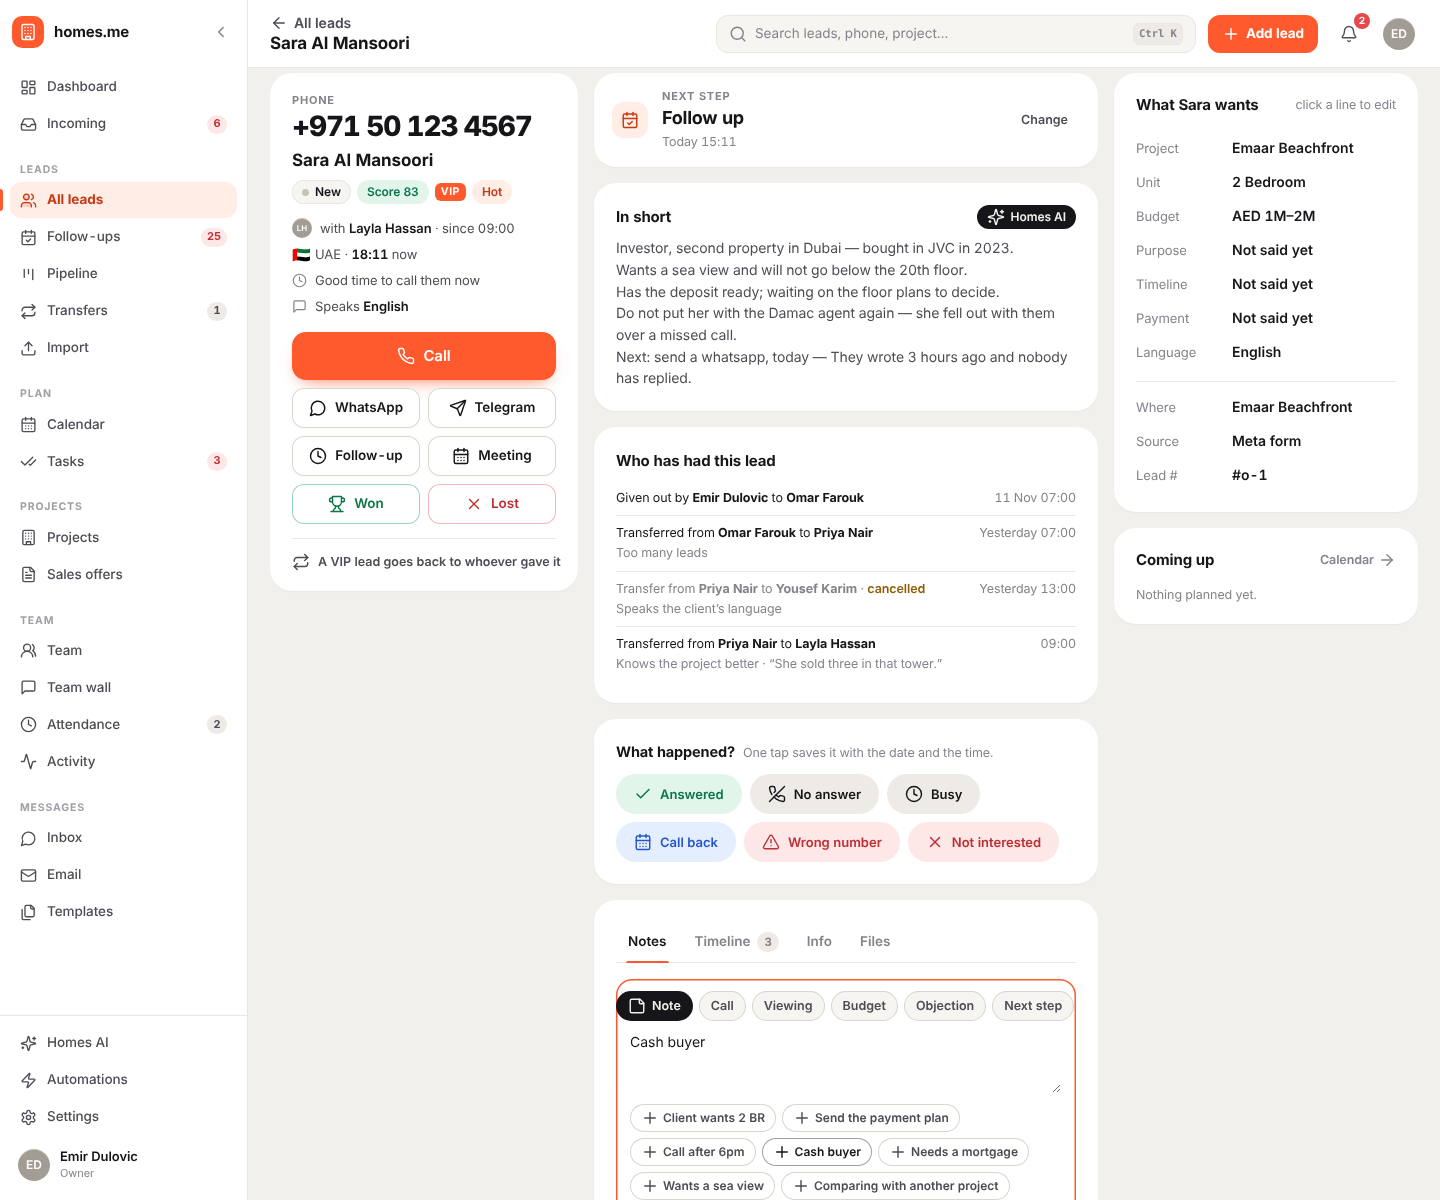 homes.me
Dashboard
Incoming 6
LEADS
All leads
Follow-ups 25
Pipeline
Transfers 1
Import
PLAN
Calendar
Tasks 3
PROJECTS
Projects
Sales offers
TEAM
Team
Team wall
Attendance 2
Activity
MESSAGES
Inbox
Email
Templates
Homes AI
Automations
Settings
ED Emir Dulovic
Owner
All leads
Sara Al Mansoori
Search leads, phone, project... Ctrl K
Add lead
2
ED
PHONE
+971 50 123 4567
Sara Al Mansoori
New Score 83 VIP Hot
LH with Layla Hassan · since 09:00
UAE · 18:11 now
Good time to call them now
Speaks English
Call
WhatsApp Telegram
Follow-up Meeting
Won Lost
A VIP lead goes back to whoever gave it
NEXT STEP
Follow up
Today 15:11
Change
In short Homes AI
Investor, second property in Dubai — bought in JVC in 2023.
Wants a sea view and will not go below the 20th floor.
Has the deposit ready; waiting on the floor plans to decide.
Do not put her with the Damac agent again — she fell out with them
over a missed call.
Next: send a whatsapp, today — They wrote 3 hours ago and nobody
has replied.
Who has had this lead
Given out by Emir Dulovic to Omar Farouk 11 Nov 07:00
Transferred from Omar Farouk to Priya Nair Yesterday 07:00
Too many leads
Transfer from Priya Nair to Yousef Karim · cancelled Yesterday 13:00
Speaks the client's language
Transferred from Priya Nair to Layla Hassan 09:00
Knows the project better · “She sold three in that tower.”
What happened? One tap saves it with the date and the time.
Answered No answer Busy
Call back Wrong number Not interested
Notes Timeline 3 Info Files
Note Call Viewing Budget Objection Next step
Cash buyer
Client wants 2 BR Send the payment plan
Call after 6pm Cash buyer Needs a mortgage
Wants a sea view Comparing with another project
What Sara wants click a line to edit
Project Emaar Beachfront
Unit 2 Bedroom
Budget AED 1M–2M
Purpose Not said yet
Timeline Not said yet
Payment Not said yet
Language English
Where Emaar Beachfront
Source Meta form
Lead # #o-1
Coming up Calendar
Nothing planned yet.